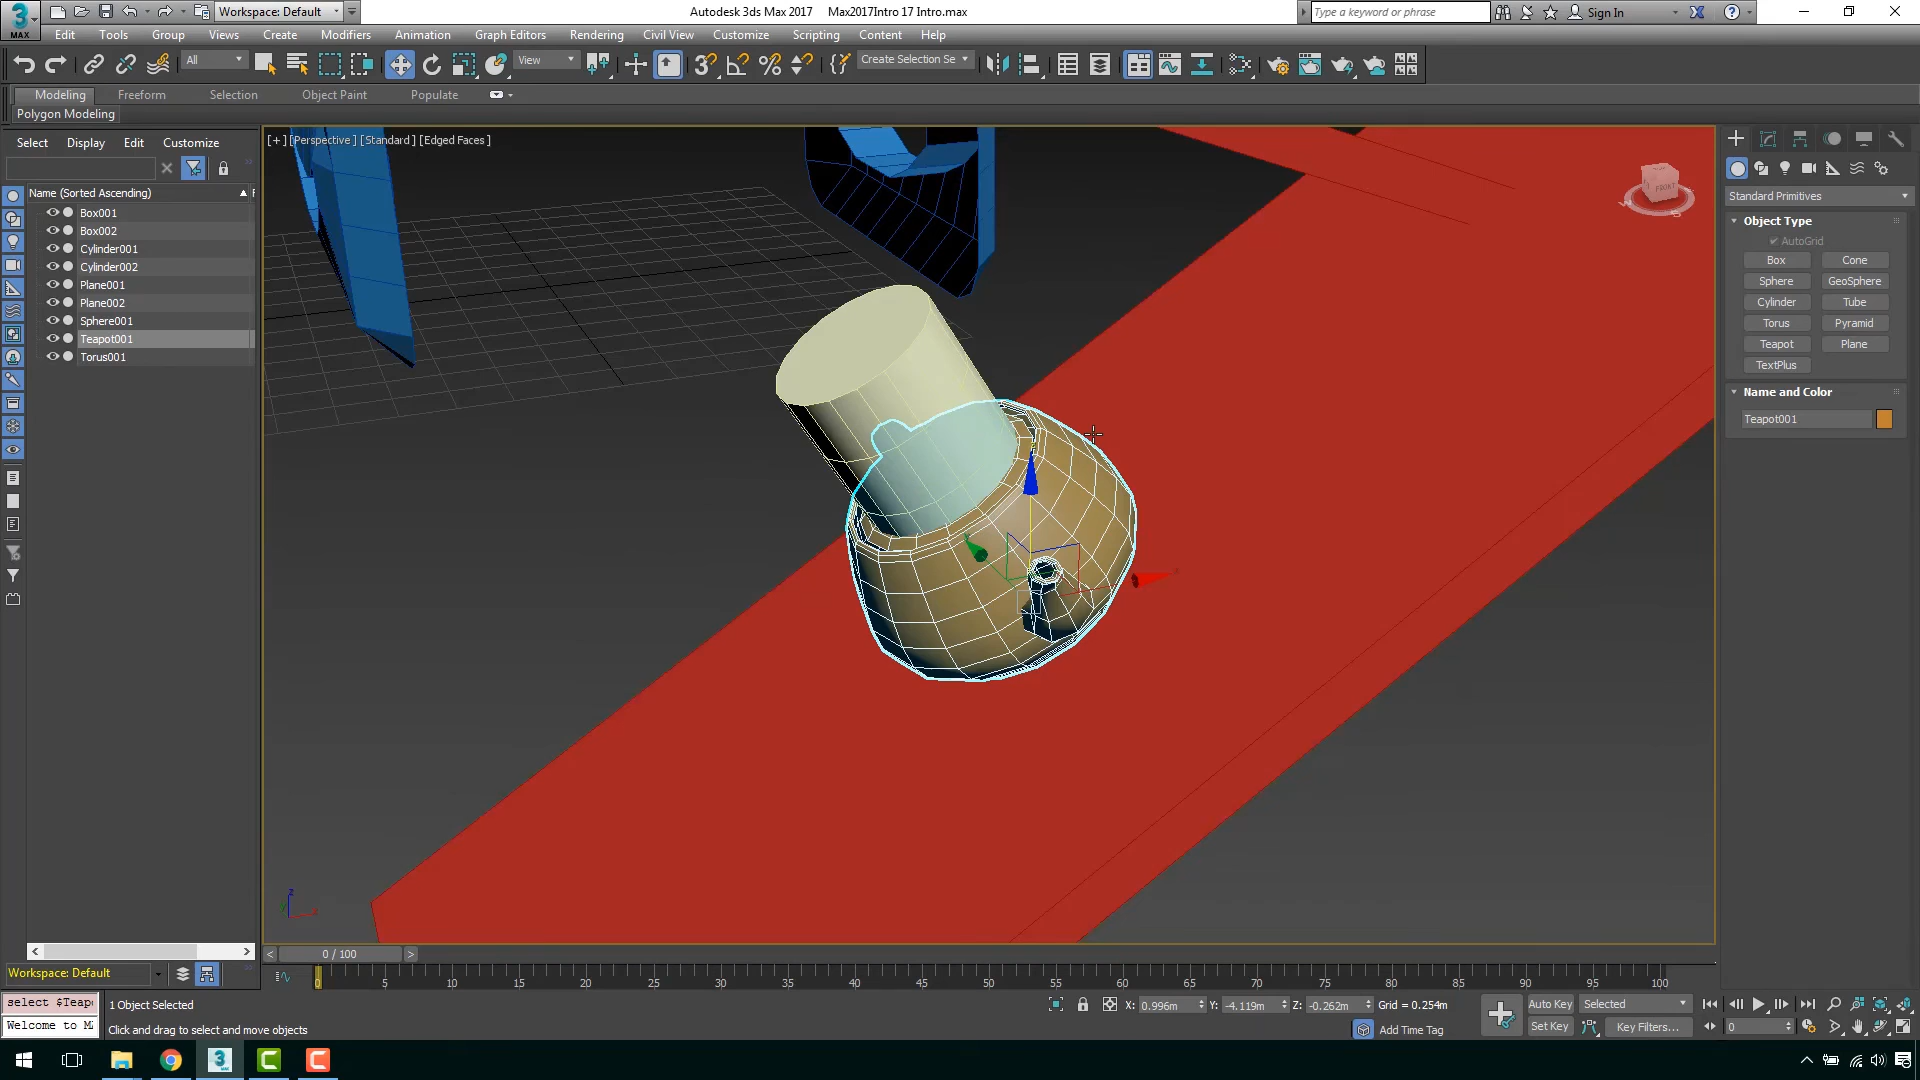 Workspace: Default
Autodesk 3ds Max 2017    Max2017Intro 17 Intro.max
Type a keyword or phrase
Sign In
MAX
Edit Tools Group Views Create Modifiers Animation Graph Editors Rendering Civil View Customize Scripting Content Help
All
View
Create Selection Se
Modeling Freeform Selection Object Paint Populate
Polygon Modeling
Select Display Edit Customize
[+] [Perspective] [Standard] [Edged Faces]
Name (Sorted Ascending)
Box001
Box002
Cylinder001
Cylinder002
Plane001
Plane002
Sphere001
Teapot001
Torus001
FRONT
Standard Primitives
Object Type
AutoGrid
Box Cone
Sphere GeoSphere
Cylinder Tube
Torus Pyramid
Teapot Plane
TextPlus
Name and Color
Teapot001
0 / 100
Workspace: Default
0 5 10 15 20 25 30 35 40 45 50 55 60 65 70 75 80 85 90 95 100
select $Teap
Welcome to M
1 Object Selected
Click and drag to select and move objects
X: 0.996m Y: -4.119m Z: -0.262m Grid = 0.254m
Add Time Tag
Auto Key Selected
Set Key Key Filters...
0